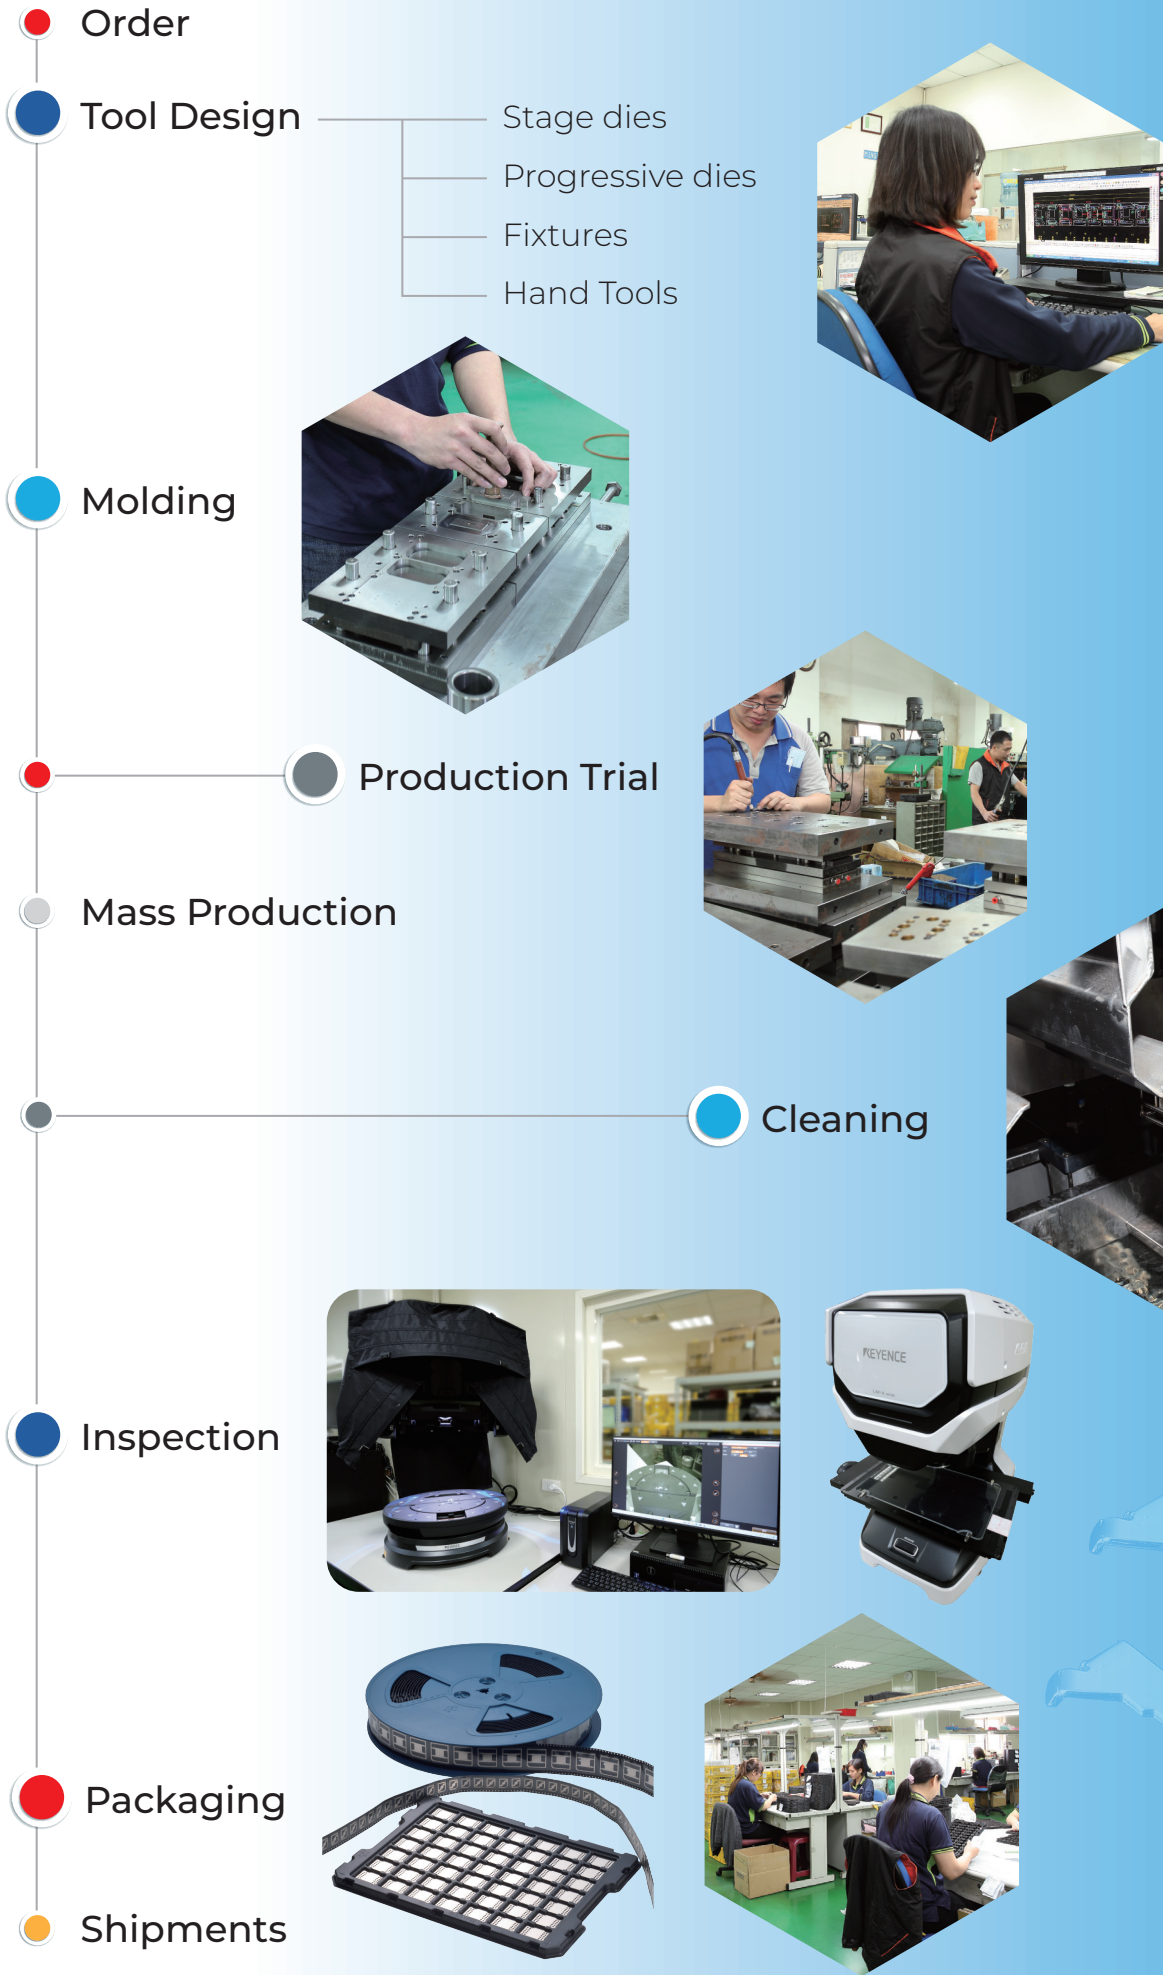 Order
Tool Design
Stage dies
Progressive dies
Fixtures
Hand Tools
Molding
Production Trial
Mass Production
Cleaning
KEYENCE
Inspection
Packaging
Shipments